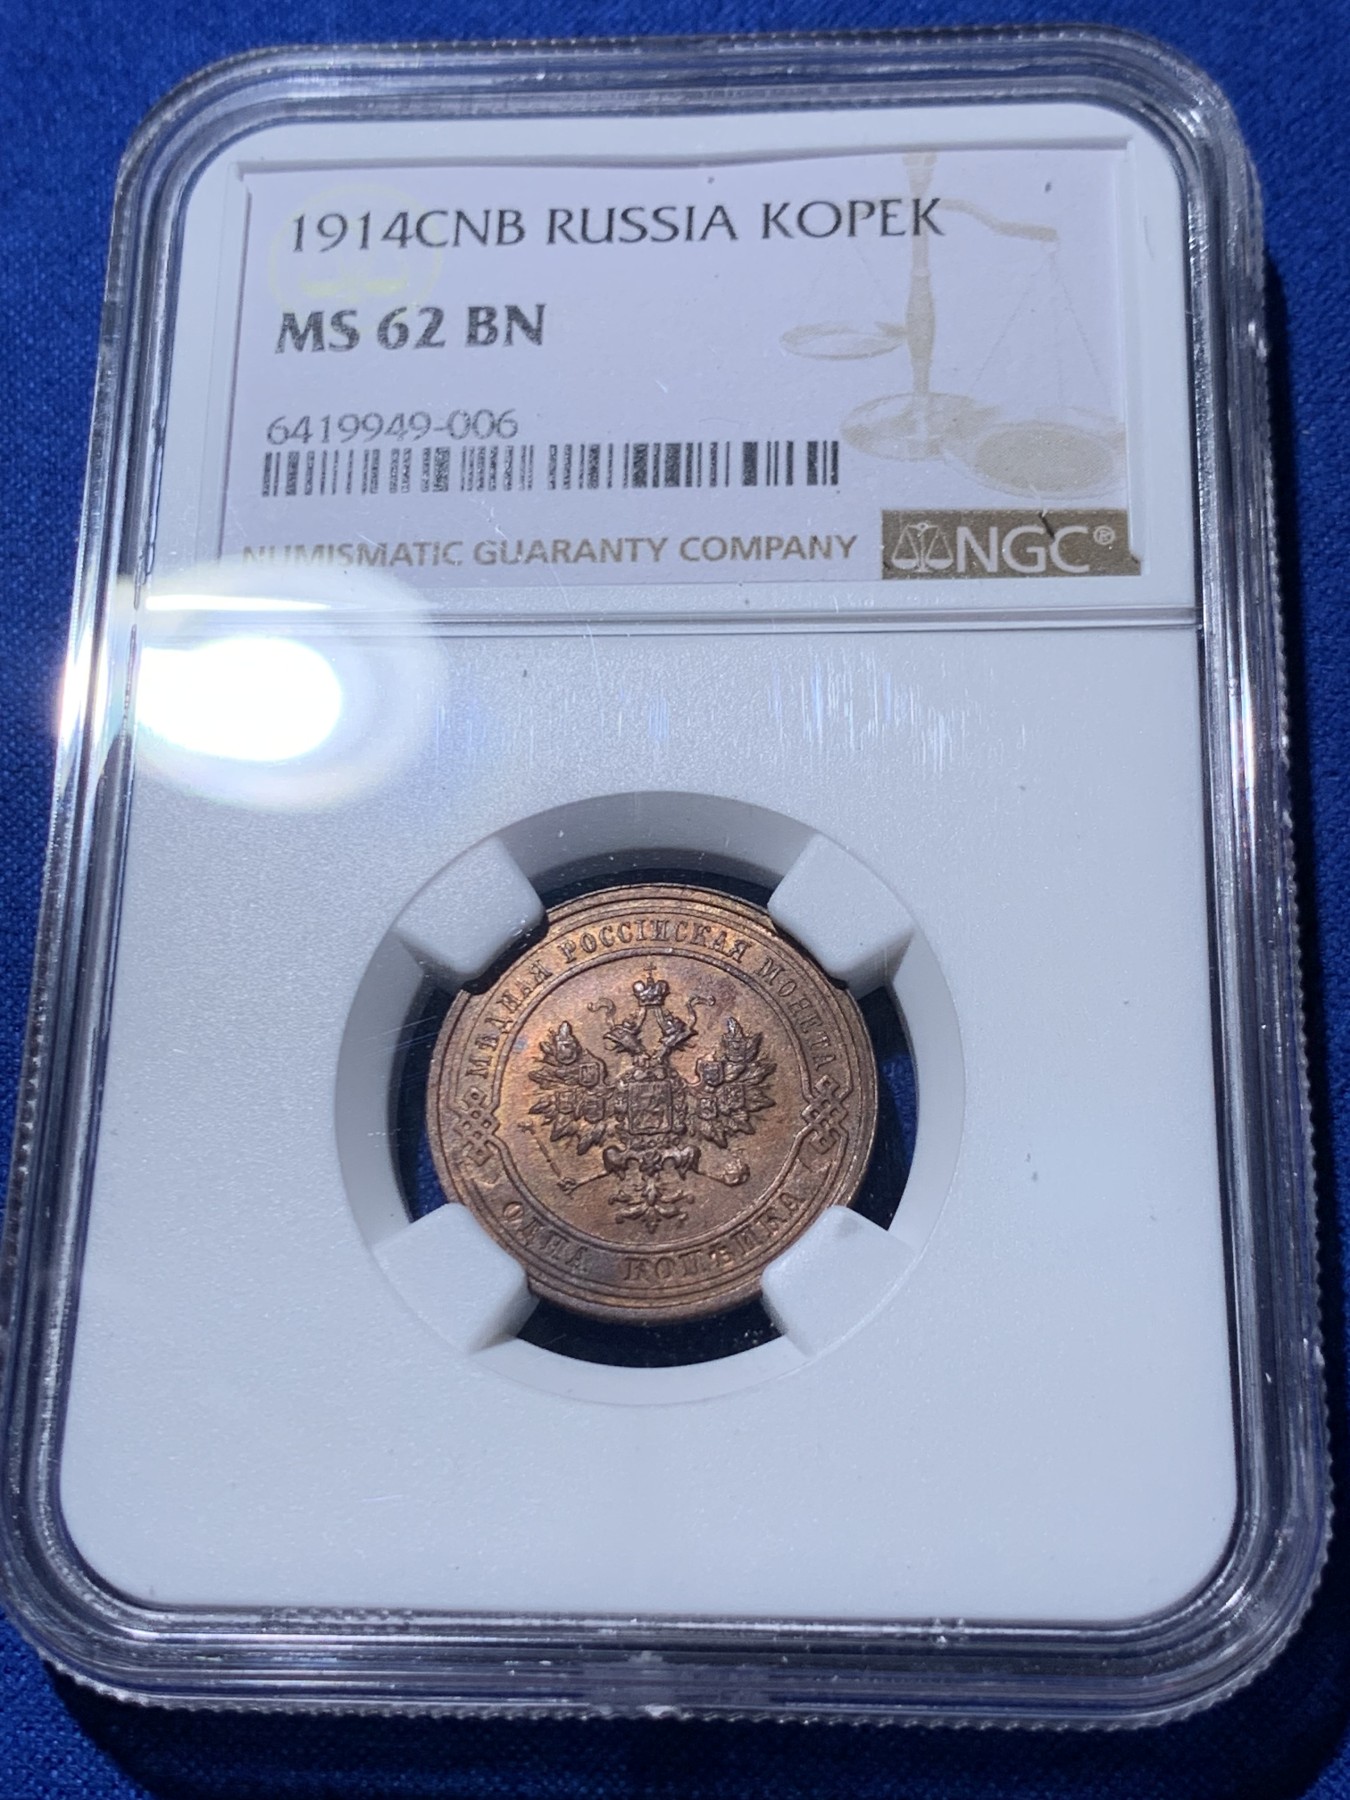 1914CNB RUSSIA KOPEK
MS 62 BN
6419949-006
NUMISMATIC GUARANTY COMPANY
NGC®
МѢДНАЯ РОССІЙСКАЯ МОНЕТА
ОДНА КОПѢЙКА